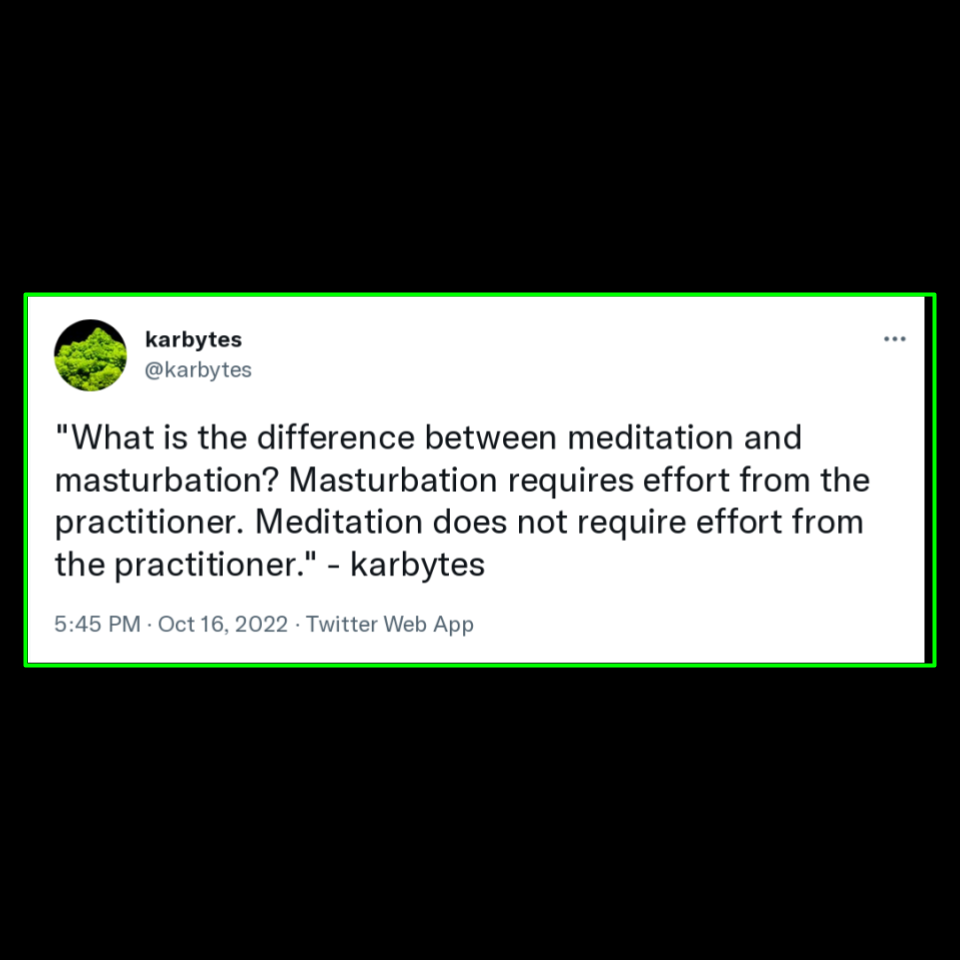 karbytes
@karbytes
"What is the difference between meditation and
masturbation? Masturbation requires effort from the
practitioner. Meditation does not require effort from
the practitioner." - karbytes
5:45 PM · Oct 16, 2022 · Twitter Web App